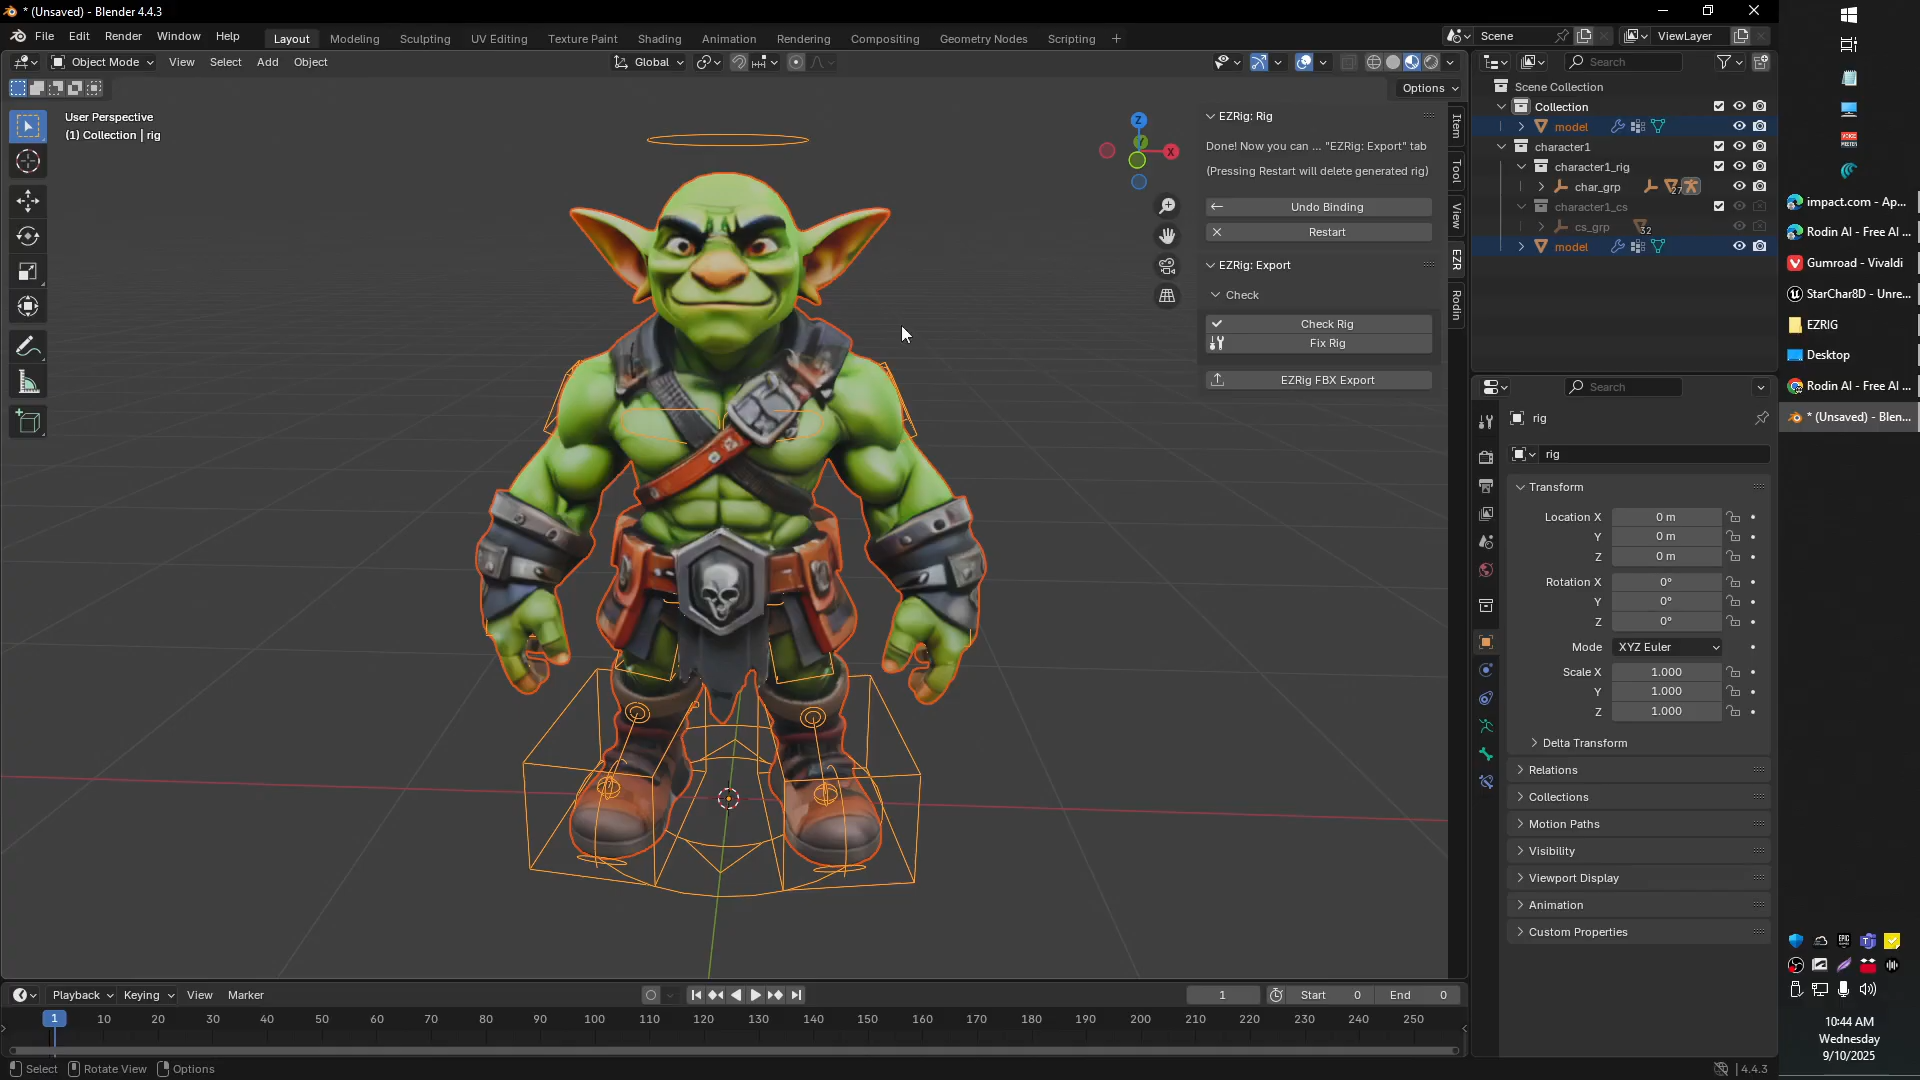 * (Unsaved) - Blender 4.4.3
File Edit Render Window Help
Layout Modeling Sculpting UV Editing Texture Paint Shading Animation Rendering Compositing Geometry Nodes Scripting +
Scene
ViewLayer
Object Mode View Select Add Object
Global
Options
User Perspective
(1) Collection | rig
Z
Y
X
EZRig: Rig
Done! Now you can ... "EZRig: Export" tab
(Pressing Restart will delete generated rig)
Undo Binding
Restart
EZRig: Export
Check
Check Rig
Fix Rig
EZRig FBX Export
Item
Tool
View
EZR
Rodin
Search
Scene Collection
Collection
model
character1
character1_rig
char_grp
27
character1_cs
cs_grp
32
model
Search
rig
rig
Transform
Location X 0 m
Y 0 m
Z 0 m
Rotation X 0°
Y 0°
Z 0°
Mode XYZ Euler
Scale X 1.000
Y 1.000
Z 1.000
Delta Transform
Relations
Collections
Motion Paths
Visibility
Viewport Display
Animation
Custom Properties
impact.com - Ap...
Rodin AI - Free AI ...
Gumroad - Vivaldi
StarChar8D - Unre...
EZRIG
Desktop
Rodin AI - Free AI ...
* (Unsaved) - Blen...
Playback Keying View Marker
1
Start 0
End 0
1 10 20 30 40 50 60 70 80 90 100 110 120 130 140 150 160 170 180 190 200 210 220 230 240 250
Select Rotate View Options
4.4.3
10:44 AM
Wednesday
9/10/2025